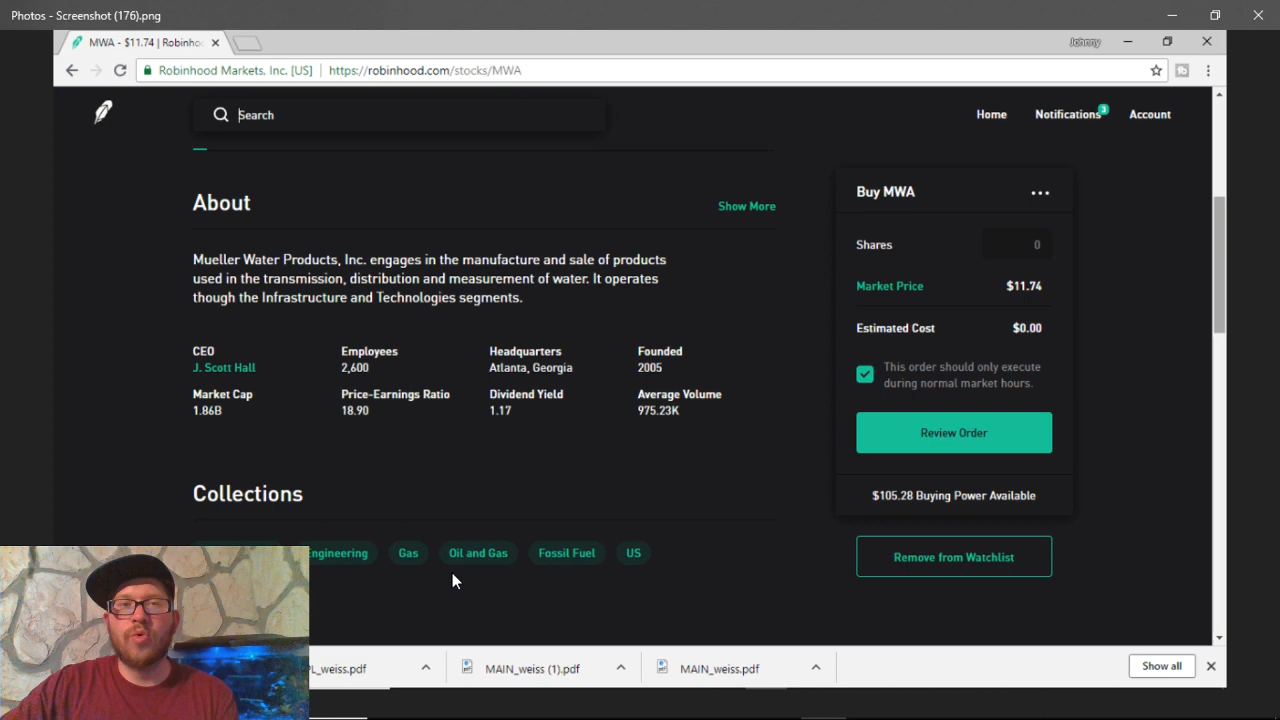 Photos - Screenshot (176).png
MWA - $11.74 | Robinho
Johnny
Robinhood Markets, Inc. [US] | https://robinhood.com/stocks/MWA
Search
Home Notifications 3 Account
About
Show More
Mueller Water Products, Inc. engages in the manufacture and sale of products
used in the transmission, distribution and measurement of water. It operates
though the Infrastructure and Technologies segments.
CEO Employees Headquarters Founded
J. Scott Hall 2,600 Atlanta, Georgia 2005
Market Cap Price-Earnings Ratio Dividend Yield Average Volume
1.86B 18.90 1.17 975.23K
Collections
Engineering Gas Oil and Gas Fossil Fuel US
Buy MWA
Shares 0
Market Price $11.74
Estimated Cost $0.00
This order should only execute
during normal market hours.
Review Order
$105.28 Buying Power Available
Remove from Watchlist
PL_weiss.pdf MAIN_weiss (1).pdf MAIN_weiss.pdf Show all